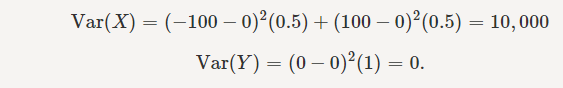 Var(X) = (−100 − 0)²(0.5) + (100 − 0)²(0.5) = 10,000
Var(Y) = (0 − 0)²(1) = 0.